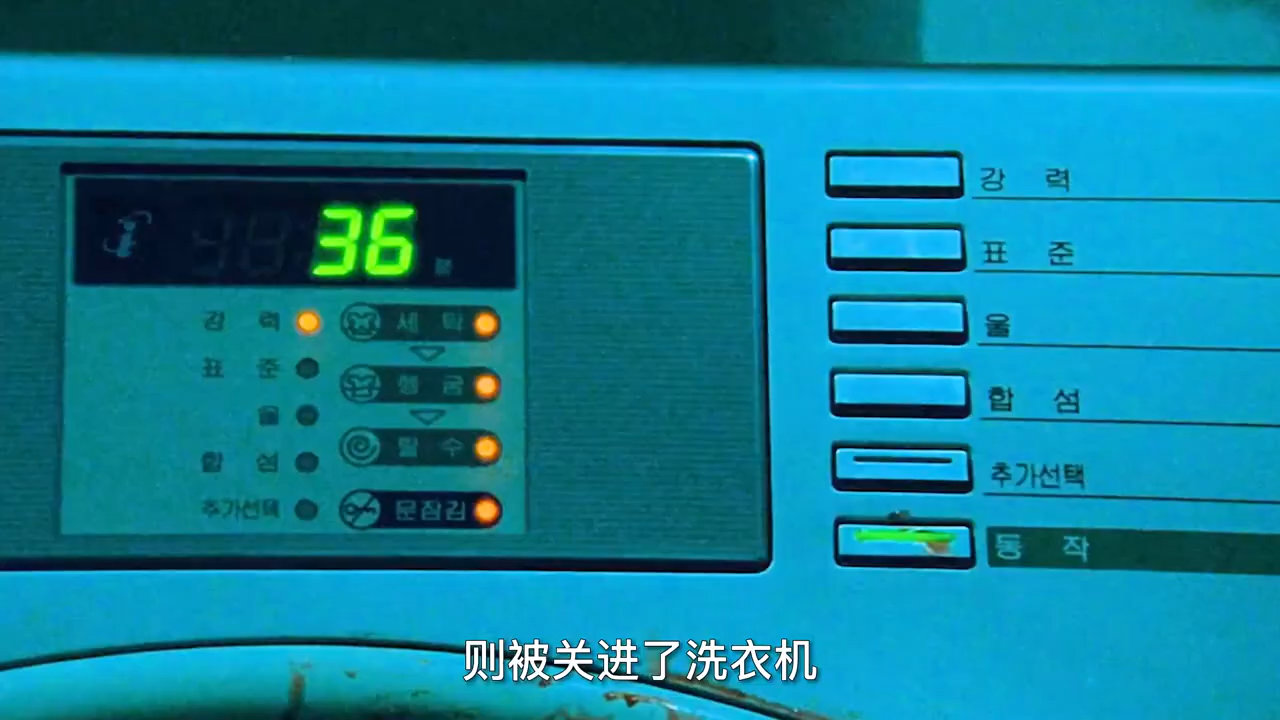 36
분
강 력
세 탁
표 준
헹 굼
울
탈 수
합 섬
추가선택
문잠김
강 력
표 준
울
합 섬
추가선택
동 작
则被关进了洗衣机